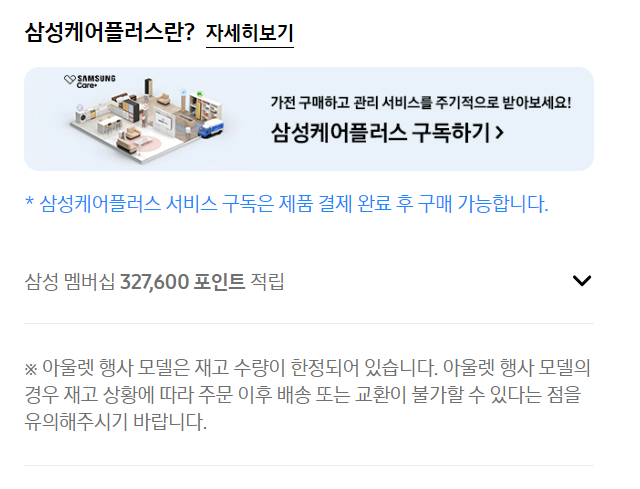 삼성케어플러스란? 자세히보기
SAMSUNG
Care+
가전 구매하고 관리 서비스를 주기적으로 받아보세요!
삼성케어플러스 구독하기 >
* 삼성케어플러스 서비스 구독은 제품 결제 완료 후 구매 가능합니다.
삼성 멤버십 327,600 포인트 적립
※ 아울렛 행사 모델은 재고 수량이 한정되어 있습니다. 아울렛 행사 모델의
경우 재고 상황에 따라 주문 이후 배송 또는 교환이 불가할 수 있다는 점을
유의해주시기 바랍니다.